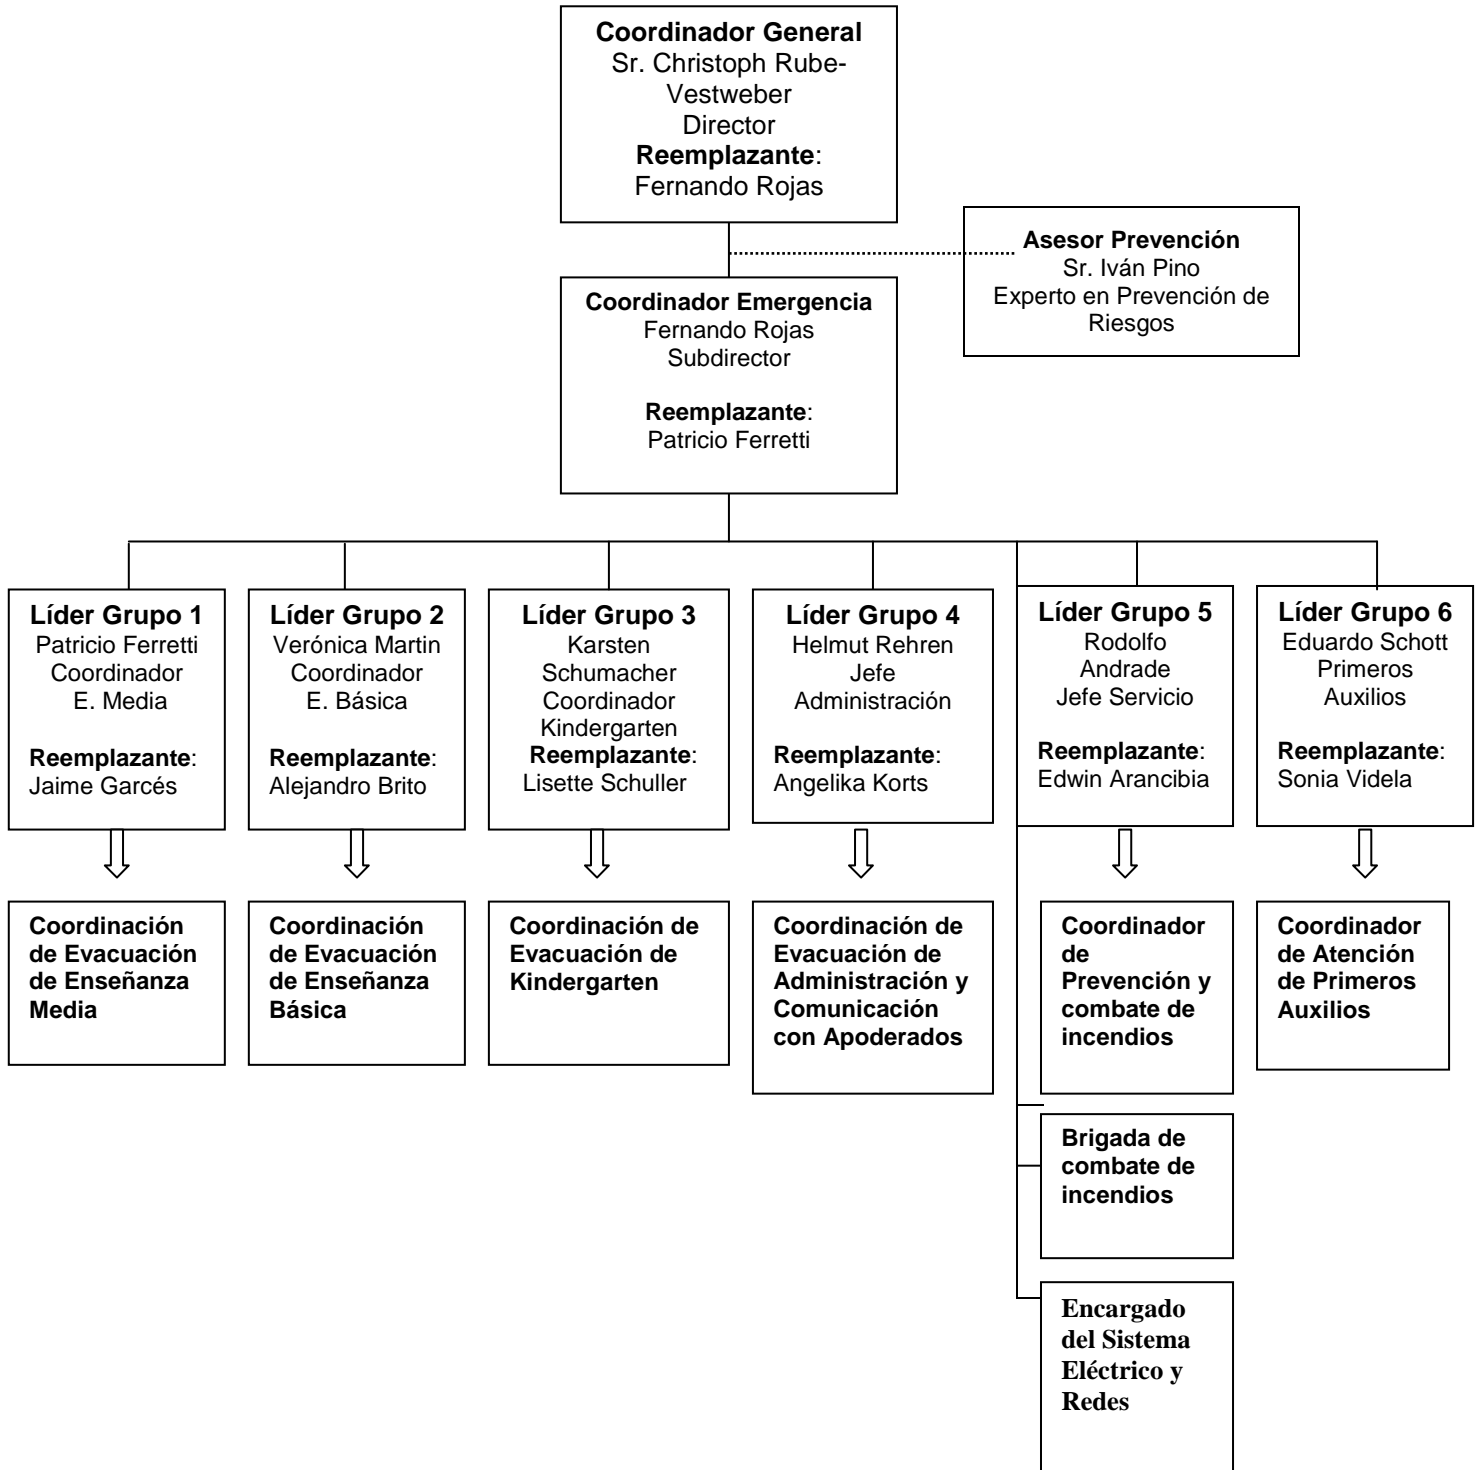 Coordinador General
Sr. Christoph Rube-
Vestweber
Director
Reemplazante:
Fernando Rojas
Asesor Prevención
Sr. Iván Pino
Experto en Prevención de
Riesgos
Coordinador Emergencia
Fernando Rojas
Subdirector
Reemplazante:
Patricio Ferretti
Líder Grupo 1
Patricio Ferretti
Coordinador
E. Media
Reemplazante:
Jaime Garcés
Líder Grupo 2
Verónica Martin
Coordinador
E. Básica
Reemplazante:
Alejandro Brito
Líder Grupo 3
Karsten
Schumacher
Coordinador
Kindergarten
Reemplazante:
Lisette Schuller
Líder Grupo 4
Helmut Rehren
Jefe
Administración
Reemplazante:
Angelika Korts
Líder Grupo 5
Rodolfo
Andrade
Jefe Servicio
Reemplazante:
Edwin Arancibia
Líder Grupo 6
Eduardo Schott
Primeros
Auxilios
Reemplazante:
Sonia Videla
Coordinación
de Evacuación
de Enseñanza
Media
Coordinación
de Evacuación
de Enseñanza
Básica
Coordinación de
Evacuación de
Kindergarten
Coordinación de
Evacuación de
Administración y
Comunicación
con Apoderados
Coordinador
de
Prevención y
combate de
incendios
Coordinador
de Atención
de Primeros
Auxilios
Brigada de
combate de
incendios
Encargado
del Sistema
Eléctrico y
Redes